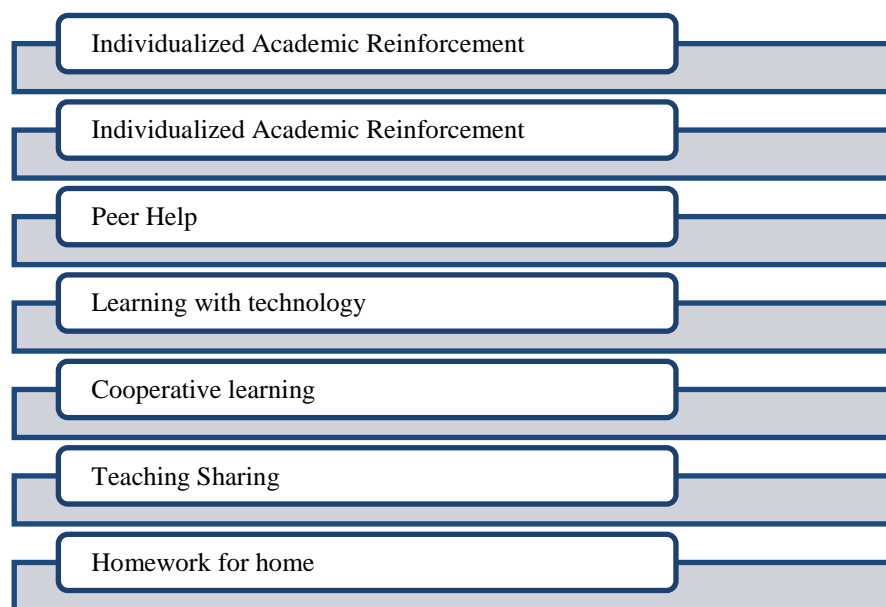 Individualized Academic Reinforcement
Individualized Academic Reinforcement
Peer Help
Learning with technology
Cooperative learning
Teaching Sharing
Homework for home